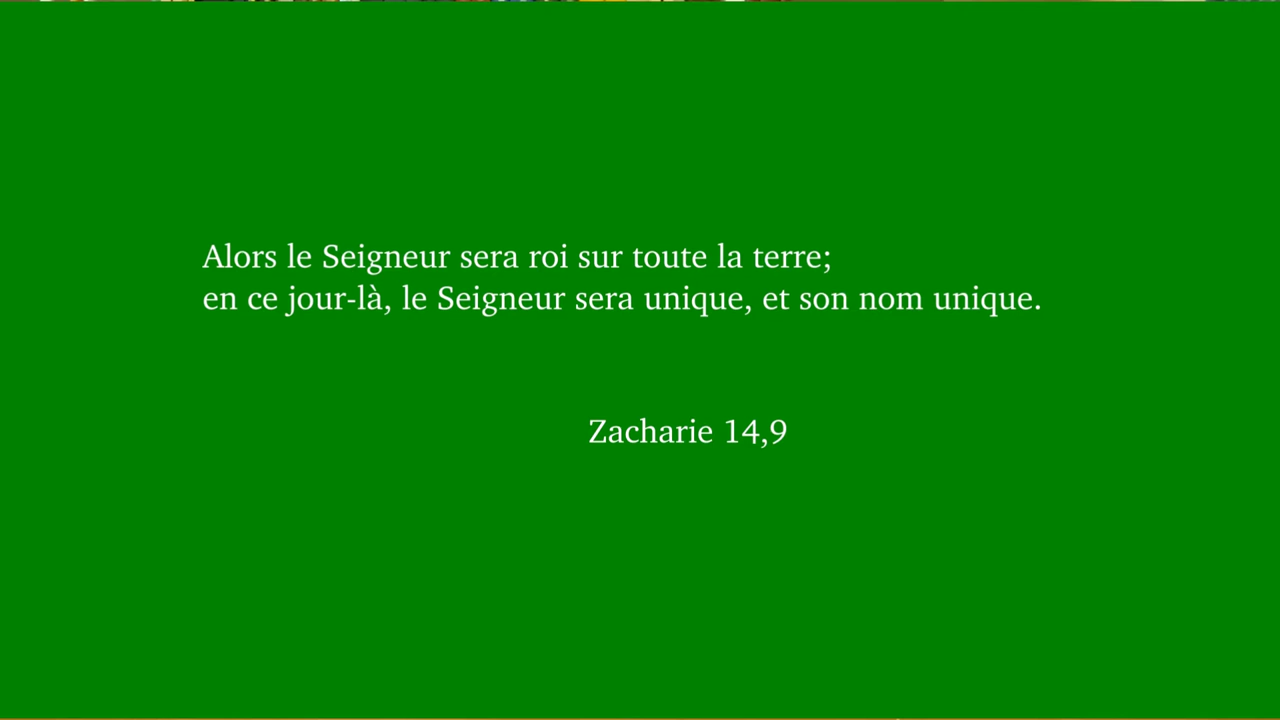 Alors le Seigneur sera roi sur toute la terre;
en ce jour-là, le Seigneur sera unique, et son nom unique.
Zacharie 14,9